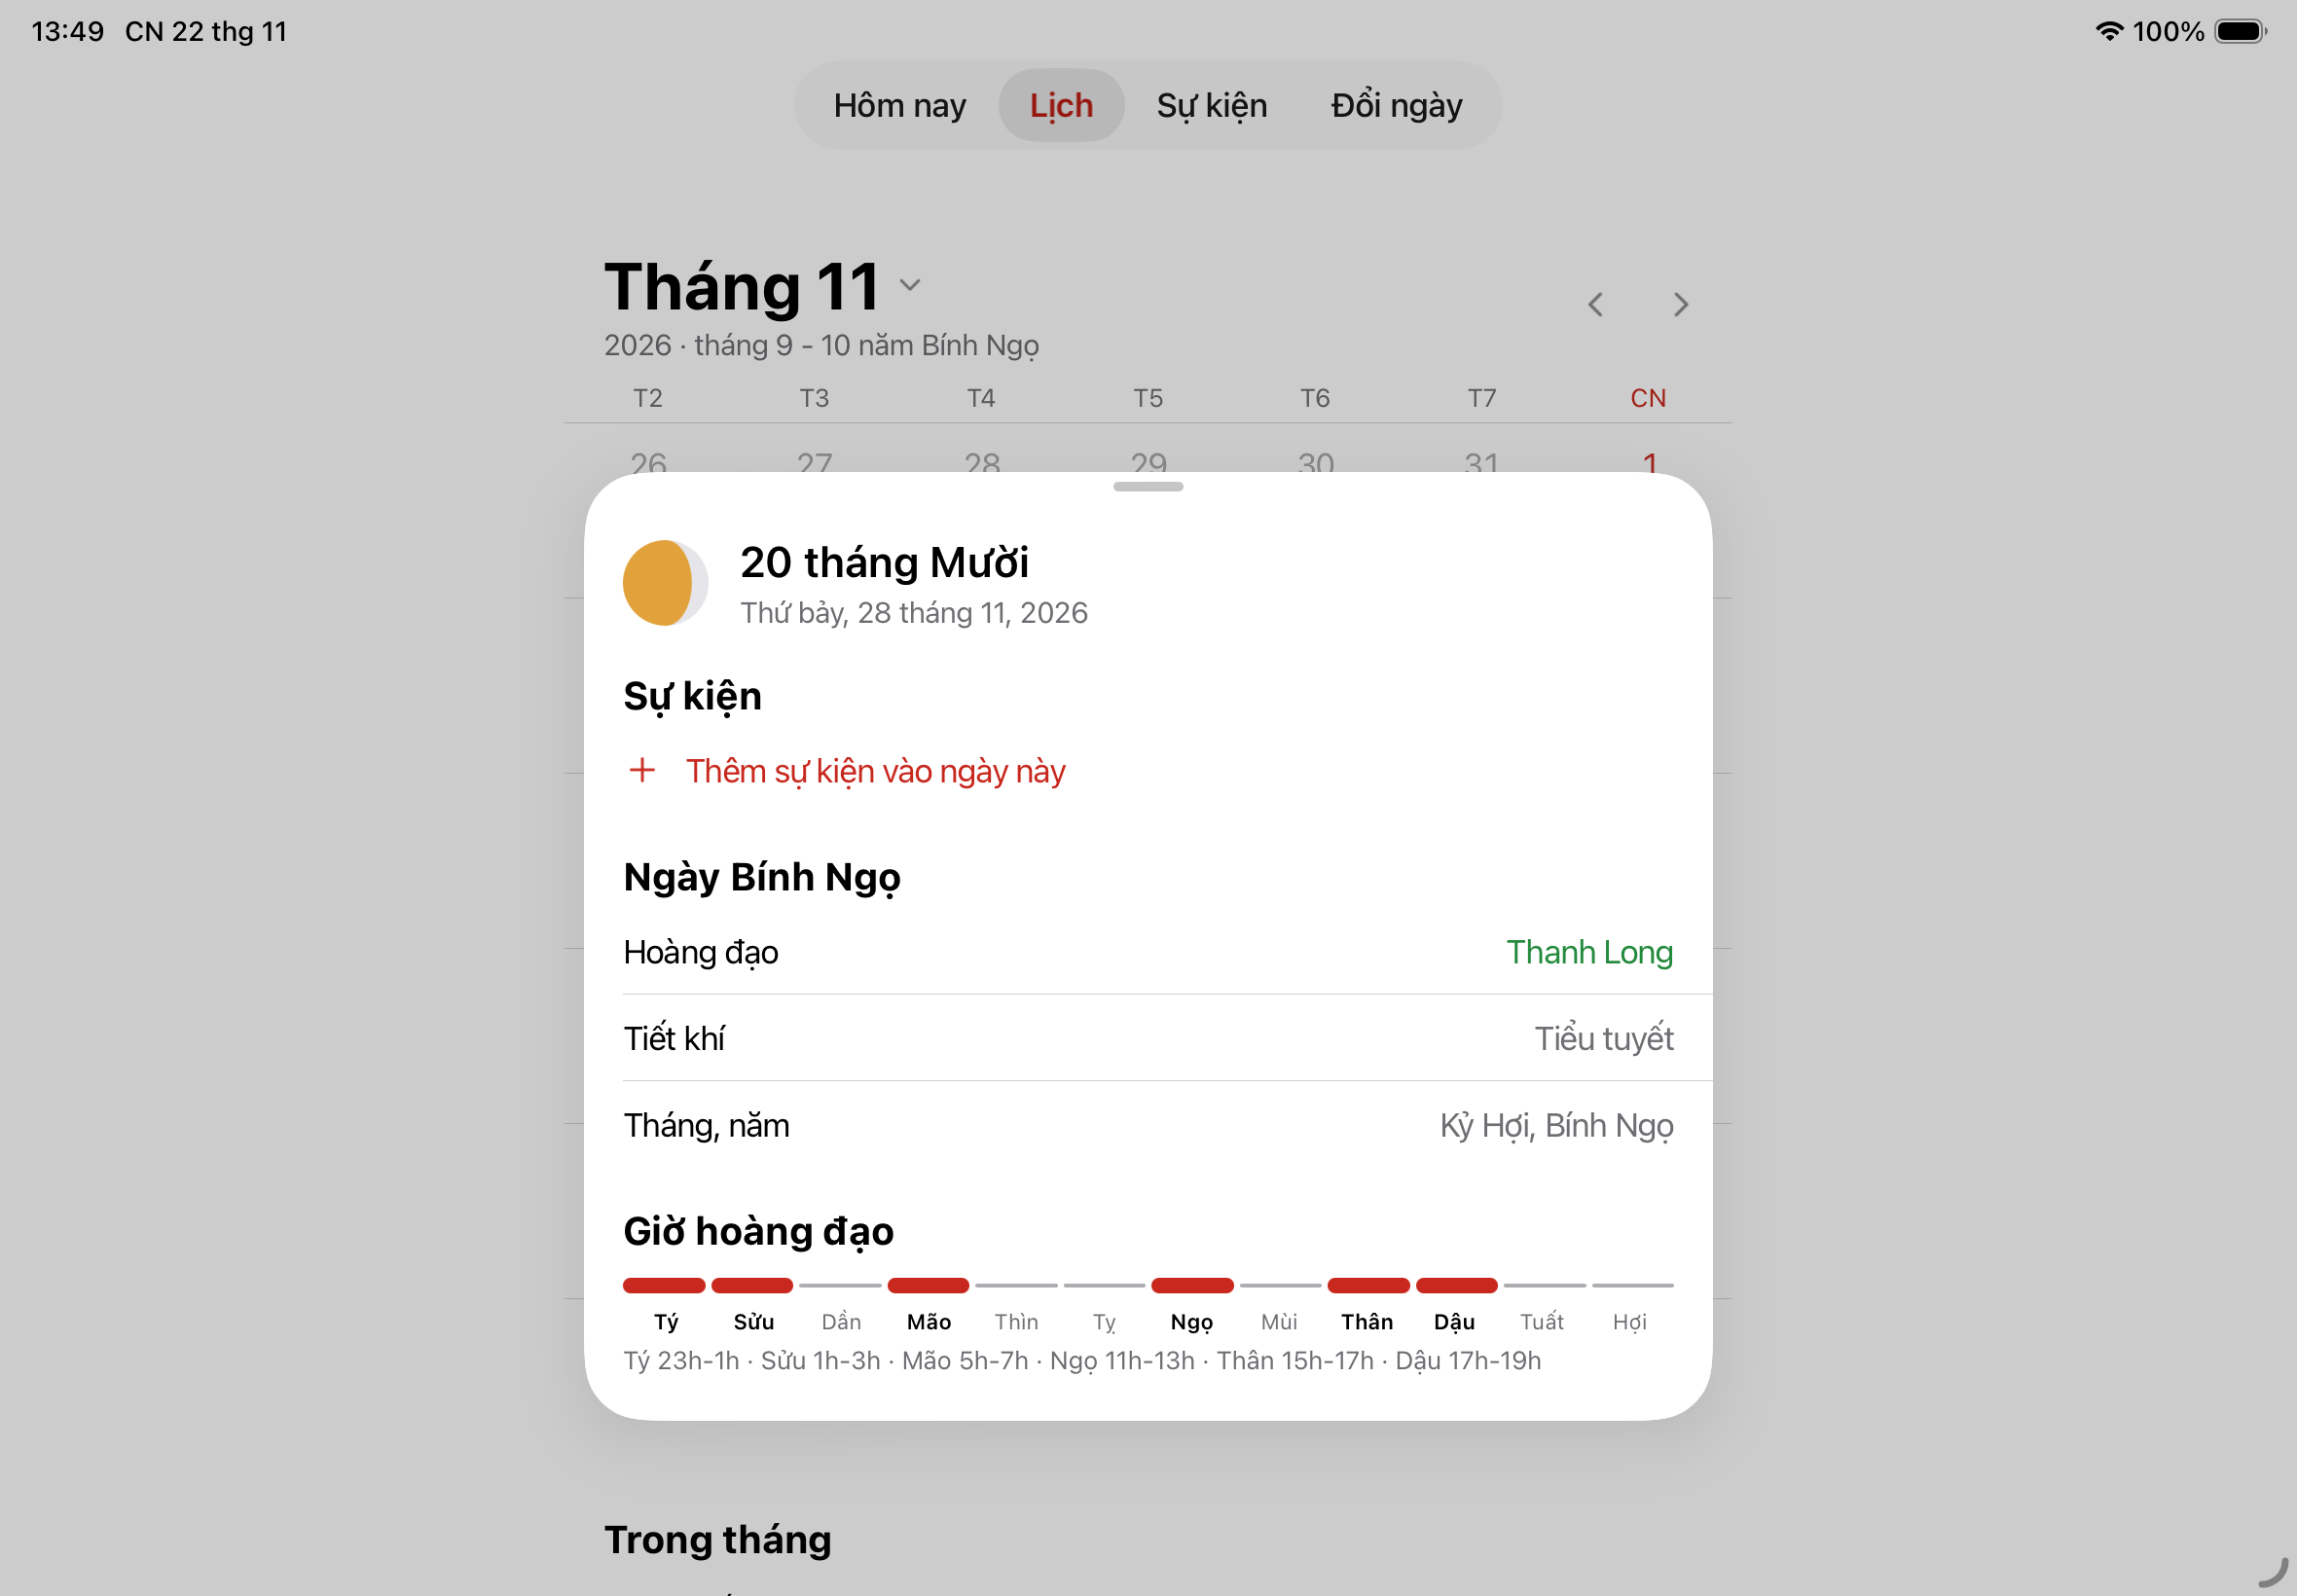 13:49 CN 22 thg 11 100%
Hôm nay Lịch Sự kiện Đổi ngày
Tháng 11
2026 · tháng 9 - 10 năm Bính Ngọ
T2 T3 T4 T5 T6 T7 CN
26 27 28 29 30 31 1
20 tháng Mười
Thứ bảy, 28 tháng 11, 2026
Sự kiện
+ Thêm sự kiện vào ngày này
Ngày Bính Ngọ
Hoàng đạo Thanh Long
Tiết khí Tiểu tuyết
Tháng, năm Kỷ Hợi, Bính Ngọ
Giờ hoàng đạo
Tý Sửu Dần Mão Thìn Tỵ Ngọ Mùi Thân Dậu Tuất Hợi
Tý 23h-1h · Sửu 1h-3h · Mão 5h-7h · Ngọ 11h-13h · Thân 15h-17h · Dậu 17h-19h
Trong tháng